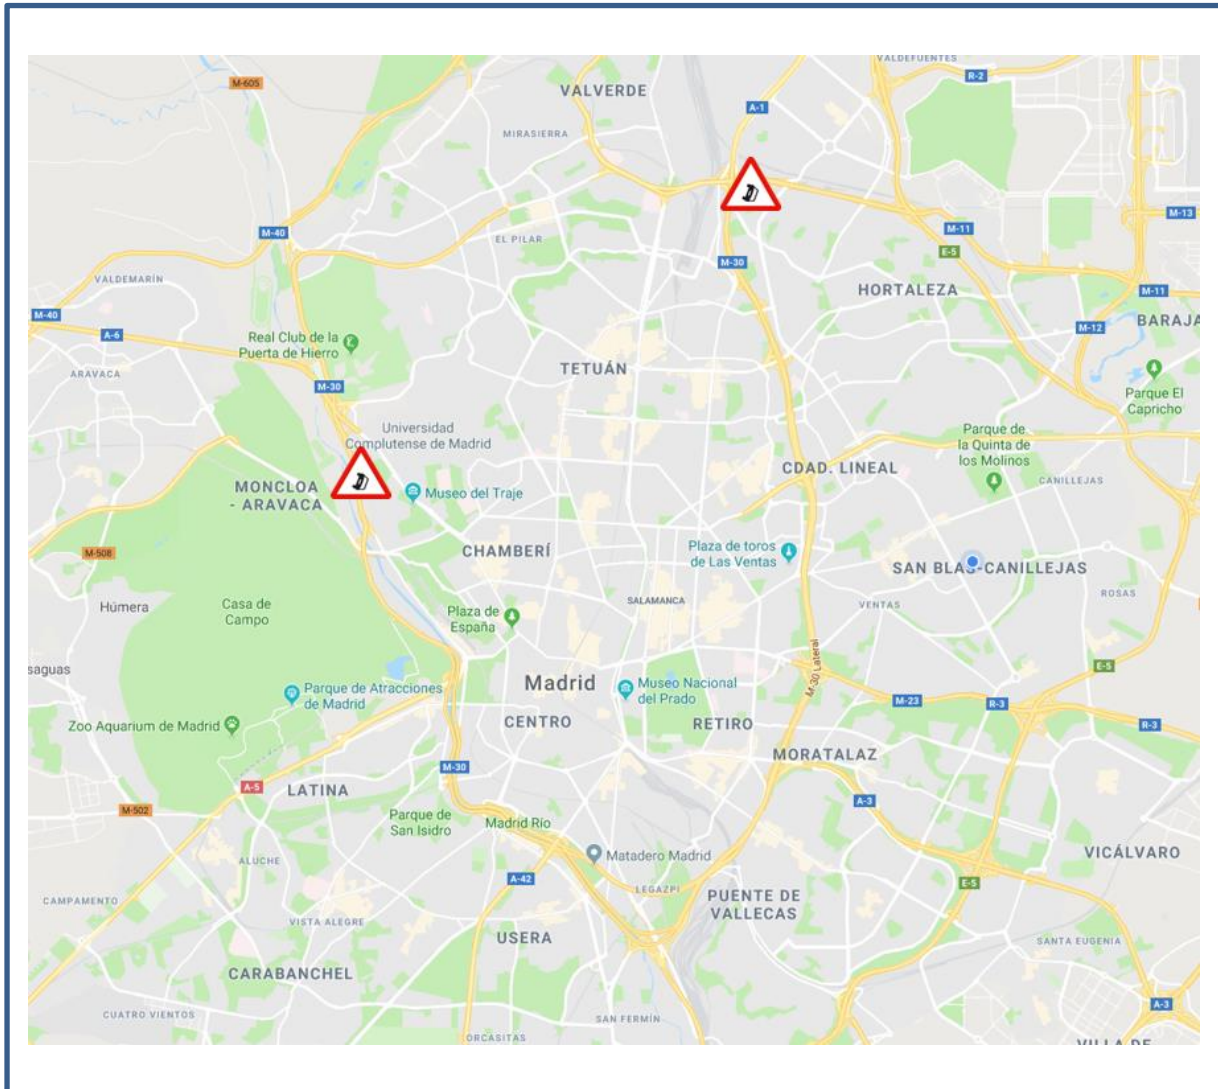 VALDEFUENTES
R-2
M-605
VALVERDE
A-1
MIRASIERRA
M-13
M-40
EL PILAR
M-11
E-5
M-30
VALDEMARÍN
HORTALEZA
M-11
M-40
M-12
BARAJA
A-6
Real Club de la
Puerta de Hierro
TETUÁN
ARAVACA
M-30
Parque El
Capricho
Universidad
Complutense de Madrid
Parque de
la Quinta de
los Molinos
CDAD. LINEAL
CANILLEJAS
MONCLOA
- ARAVACA
Museo del Traje
M-508
CHAMBERÍ
Plaza de toros
de Las Ventas
SAN BLAS-CANILLEJAS
Húmera
Casa de
Campo
Plaza de
España
SALAMANCA
VENTAS
ROSAS
saguas
M-30 Lateral
E-5
Parque de Atracciones
de Madrid
Madrid
Museo Nacional
del Prado
M-23
R-3
R-3
Zoo Aquarium de Madrid
CENTRO
RETIRO
MORATALAZ
M-30
A-5
LATINA
A-3
M-502
Parque de
San Isidro
Madrid Río
Matadero Madrid
VICÁLVARO
ALUCHE
A-42
LEGAZPI
E-5
CAMPAMENTO
PUENTE DE
VALLECAS
VISTA ALEGRE
USERA
SANTA EUGENIA
CARABANCHEL
A-3
CUATRO VIENTOS
SAN FERMÍN
ORCASITAS
VILLA DE